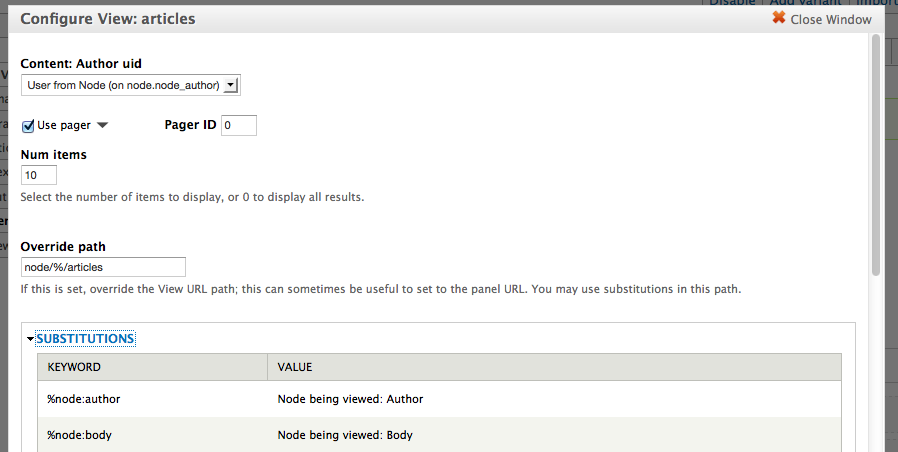 Disable Add variant Import
Configure View: articles
Close Window
Content: Author uid
User from Node (on node.node_author)
Use pager
Pager ID 0
Num items
10
Select the number of items to display, or 0 to display all results.
Override path
node/%/articles
If this is set, override the View URL path; this can sometimes be useful to set to the panel URL. You may use substitutions in this path.
SUBSTITUTIONS
KEYWORD VALUE
%node:author Node being viewed: Author
%node:body Node being viewed: Body